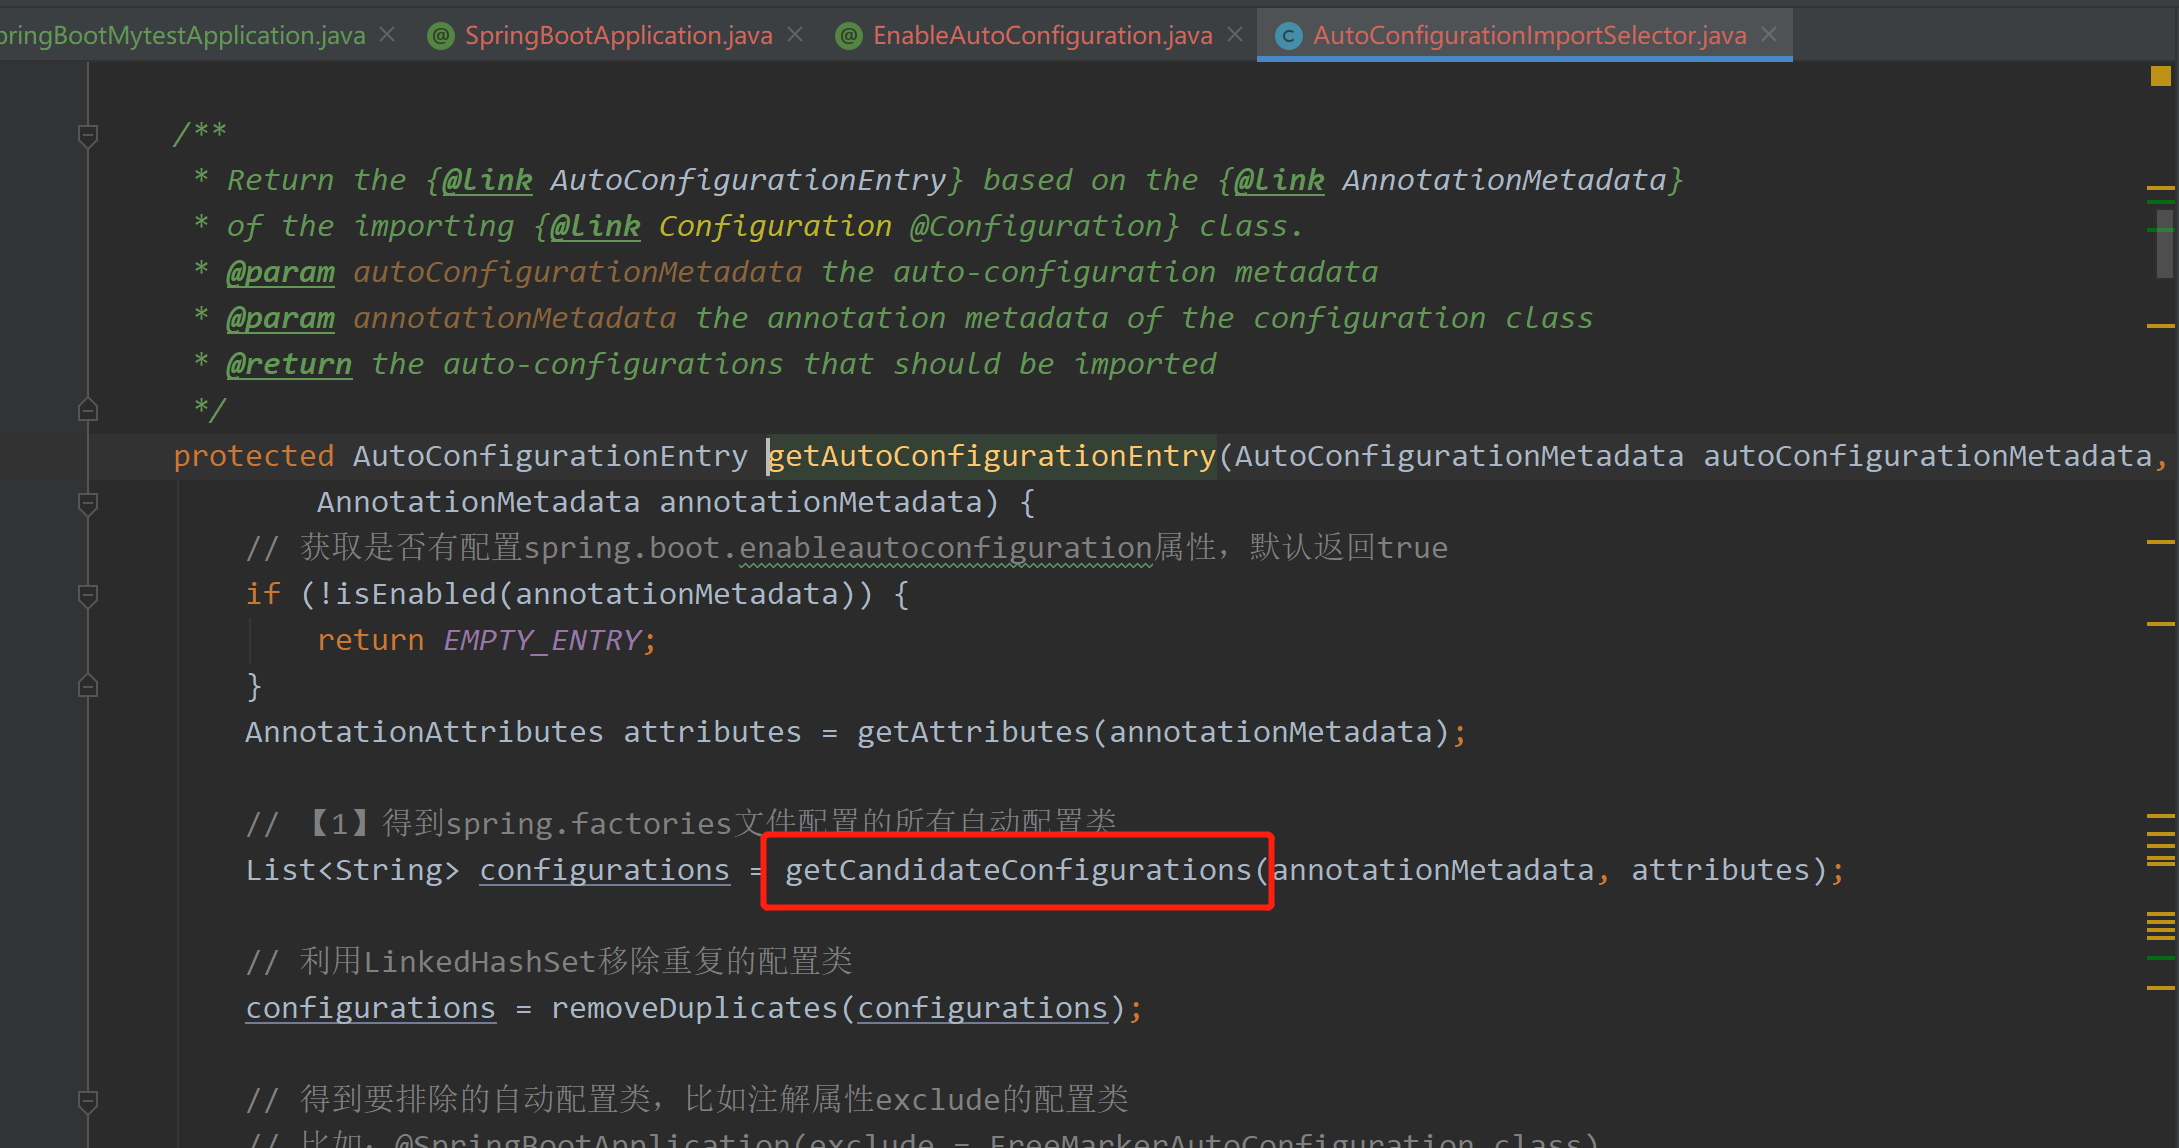 pringBootMytestApplication.java × @ SpringBootApplication.java × @ EnableAutoConfiguration.java × C AutoConfigurationImportSelector.java ×
/**
* Return the {@link AutoConfigurationEntry} based on the {@link AnnotationMetadata}
* of the importing {@link Configuration @Configuration} class.
* @param autoConfigurationMetadata the auto-configuration metadata
* @param annotationMetadata the annotation metadata of the configuration class
* @return the auto-configurations that should be imported
*/
protected AutoConfigurationEntry getAutoConfigurationEntry(AutoConfigurationMetadata autoConfigurationMetadata,
AnnotationMetadata annotationMetadata) {
// 获取是否有配置spring.boot.enableautoconfiguration属性，默认返回true
if (!isEnabled(annotationMetadata)) {
return EMPTY_ENTRY;
}
AnnotationAttributes attributes = getAttributes(annotationMetadata);
// 【1】得到spring.factories文件配置的所有自动配置类
List<String> configurations = getCandidateConfigurations(annotationMetadata, attributes);
// 利用LinkedHashSet移除重复的配置类
configurations = removeDuplicates(configurations);
// 得到要排除的自动配置类，比如注解属性exclude的配置类
// 比如：@SpringBootApplication(exclude = FreeMarkerAutoConfiguration.class)